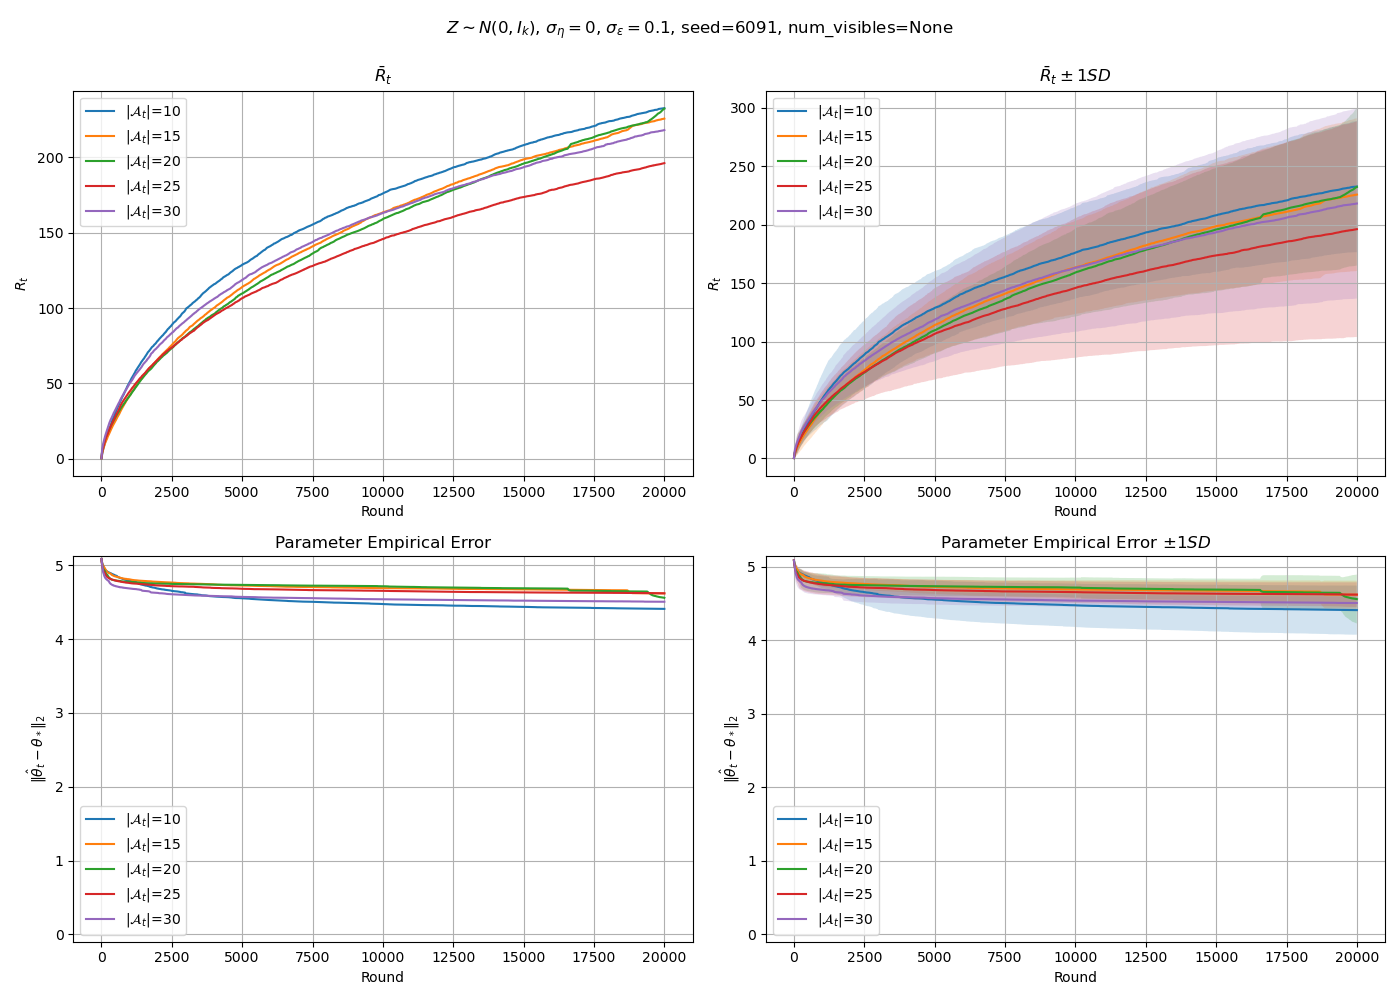 Z ∼ N(0, I_k), σ_η = 0, σ_ε = 0.1, seed=6091, num_visibles=None
R̄_t
R_t
200
150
100
50
0
|𝒜_t|=10
|𝒜_t|=15
|𝒜_t|=20
|𝒜_t|=25
|𝒜_t|=30
0 2500 5000 7500 10000 12500 15000 17500 20000
Round
R̄_t ± 1SD
R_t
300
250
200
150
100
50
0
|𝒜_t|=10
|𝒜_t|=15
|𝒜_t|=20
|𝒜_t|=25
|𝒜_t|=30
0 2500 5000 7500 10000 12500 15000 17500 20000
Round
Parameter Empirical Error
‖θ̂_t − θ_*‖_2
5
4
3
2
1
0
|𝒜_t|=10
|𝒜_t|=15
|𝒜_t|=20
|𝒜_t|=25
|𝒜_t|=30
0 2500 5000 7500 10000 12500 15000 17500 20000
Round
Parameter Empirical Error ±1SD
‖θ̂_t − θ_*‖_2
5
4
3
2
1
0
|𝒜_t|=10
|𝒜_t|=15
|𝒜_t|=20
|𝒜_t|=25
|𝒜_t|=30
0 2500 5000 7500 10000 12500 15000 17500 20000
Round